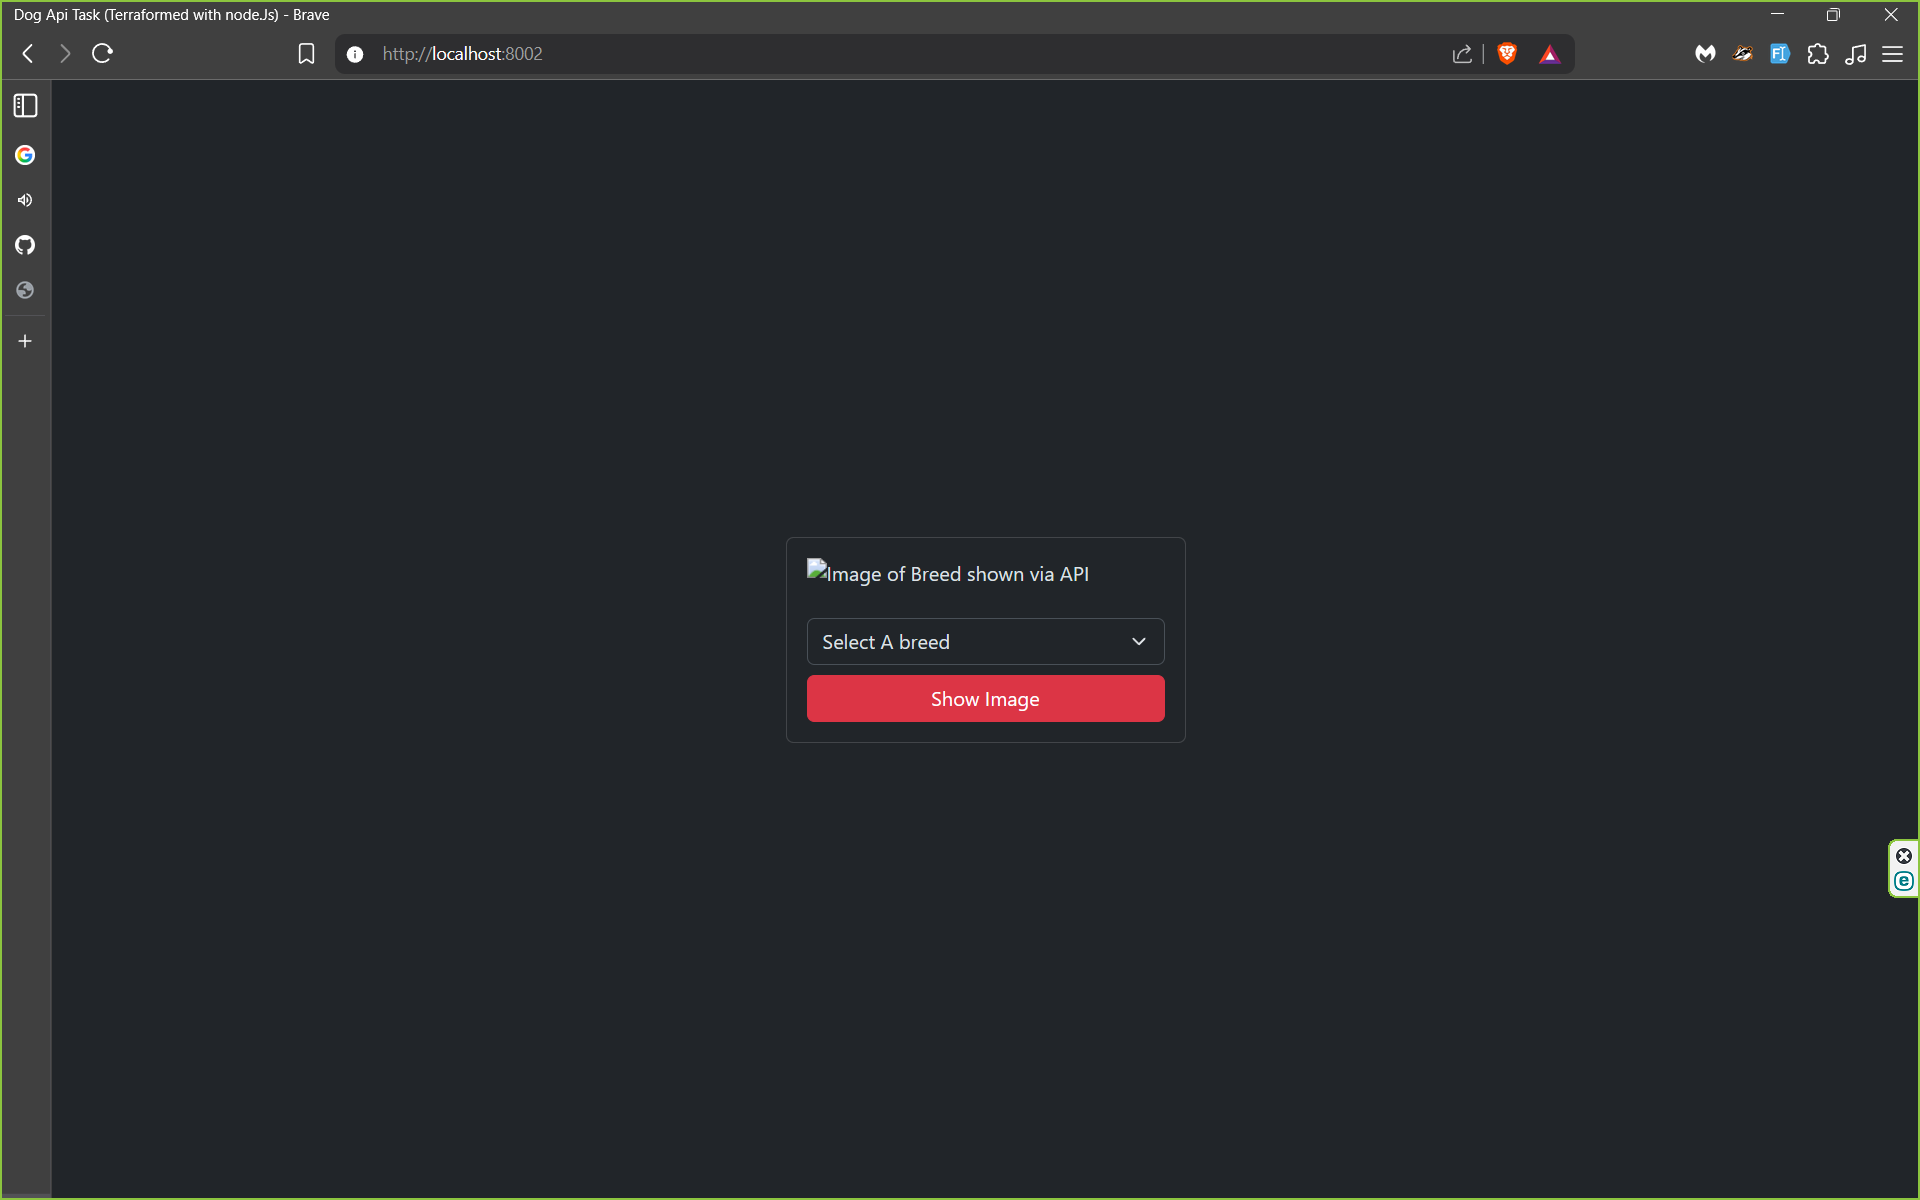 Dog Api Task (Terraformed with node.Js) - Brave
http://localhost:8002
Image of Breed shown via API
Select A breed
Show Image